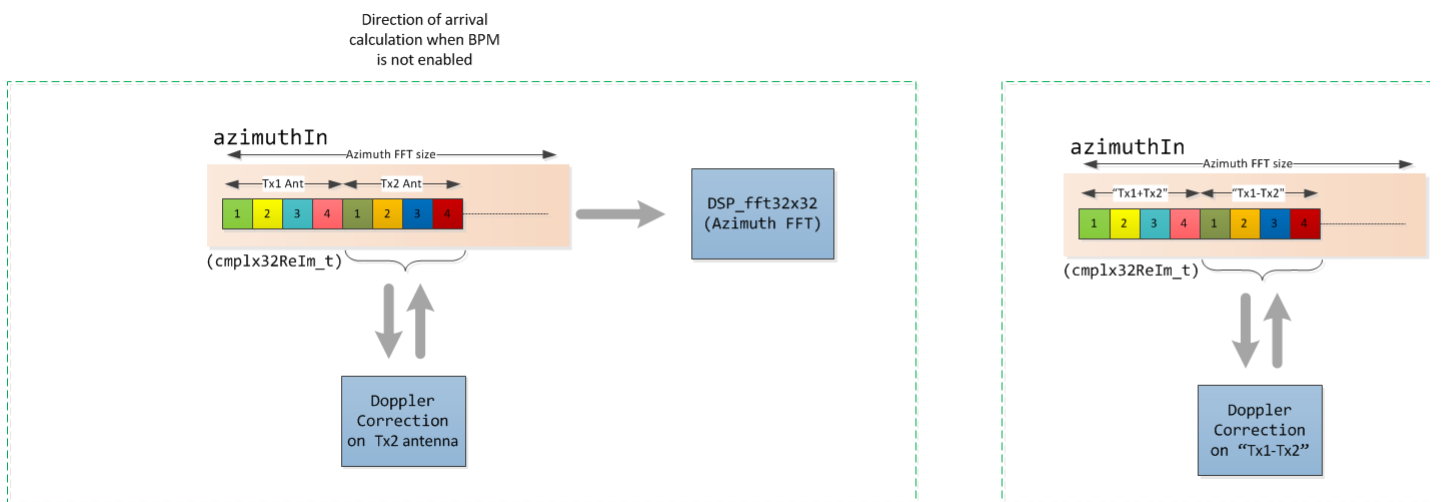 Direction of arrival
calculation when BPM
is not enabled
azimuthIn
Azimuth FFT size
Tx1 Ant
Tx2 Ant
1 2 3 4 1 2 3 4
(cmplx32ReIm_t)
DSP_fft32x32
(Azimuth FFT)
Doppler
Correction
on Tx2 antenna
azimuthIn
Azimuth FFT size
“Tx1+Tx2”
“Tx1-Tx2”
1 2 3 4 1 2 3 4
(cmplx32ReIm_t)
Doppler
Correction
on “Tx1-Tx2”